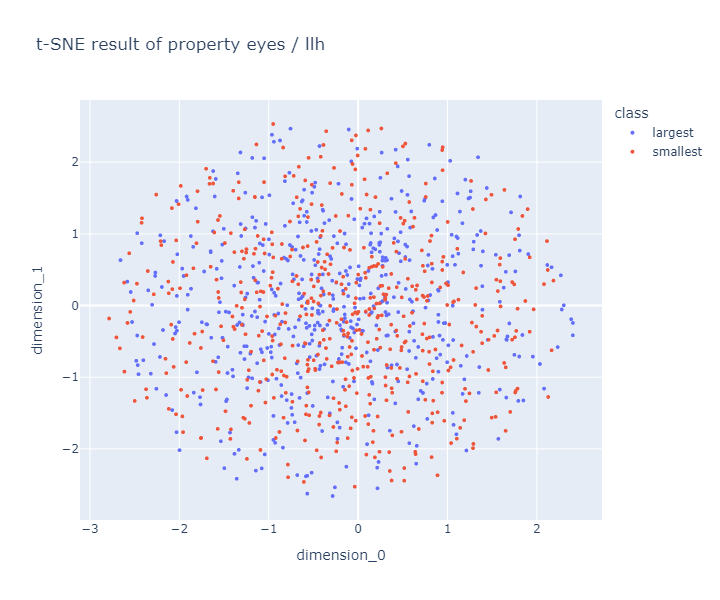 t-SNE result of property eyes / llh
class
largest
smallest
dimension_1
2
1
0
−1
−2
−3
−2
−1
0
1
2
dimension_0